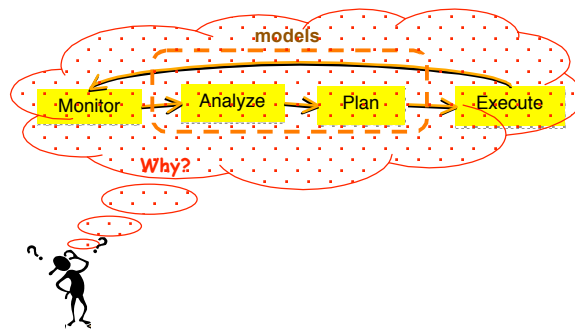 models
Monitor
Analyze
Plan
Execute
Why?
?
?